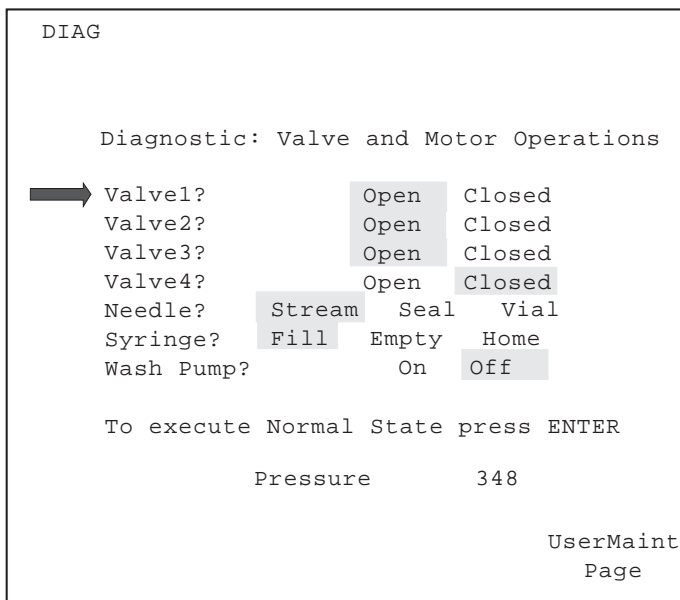 DIAG
Diagnostic: Valve and Motor Operations
Valve1? Open Closed
Valve2? Open Closed
Valve3? Open Closed
Valve4? Open Closed
Needle? Stream Seal Vial
Syringe? Fill Empty Home
Wash Pump? On Off
To execute Normal State press ENTER
Pressure 348
UserMaint
Page